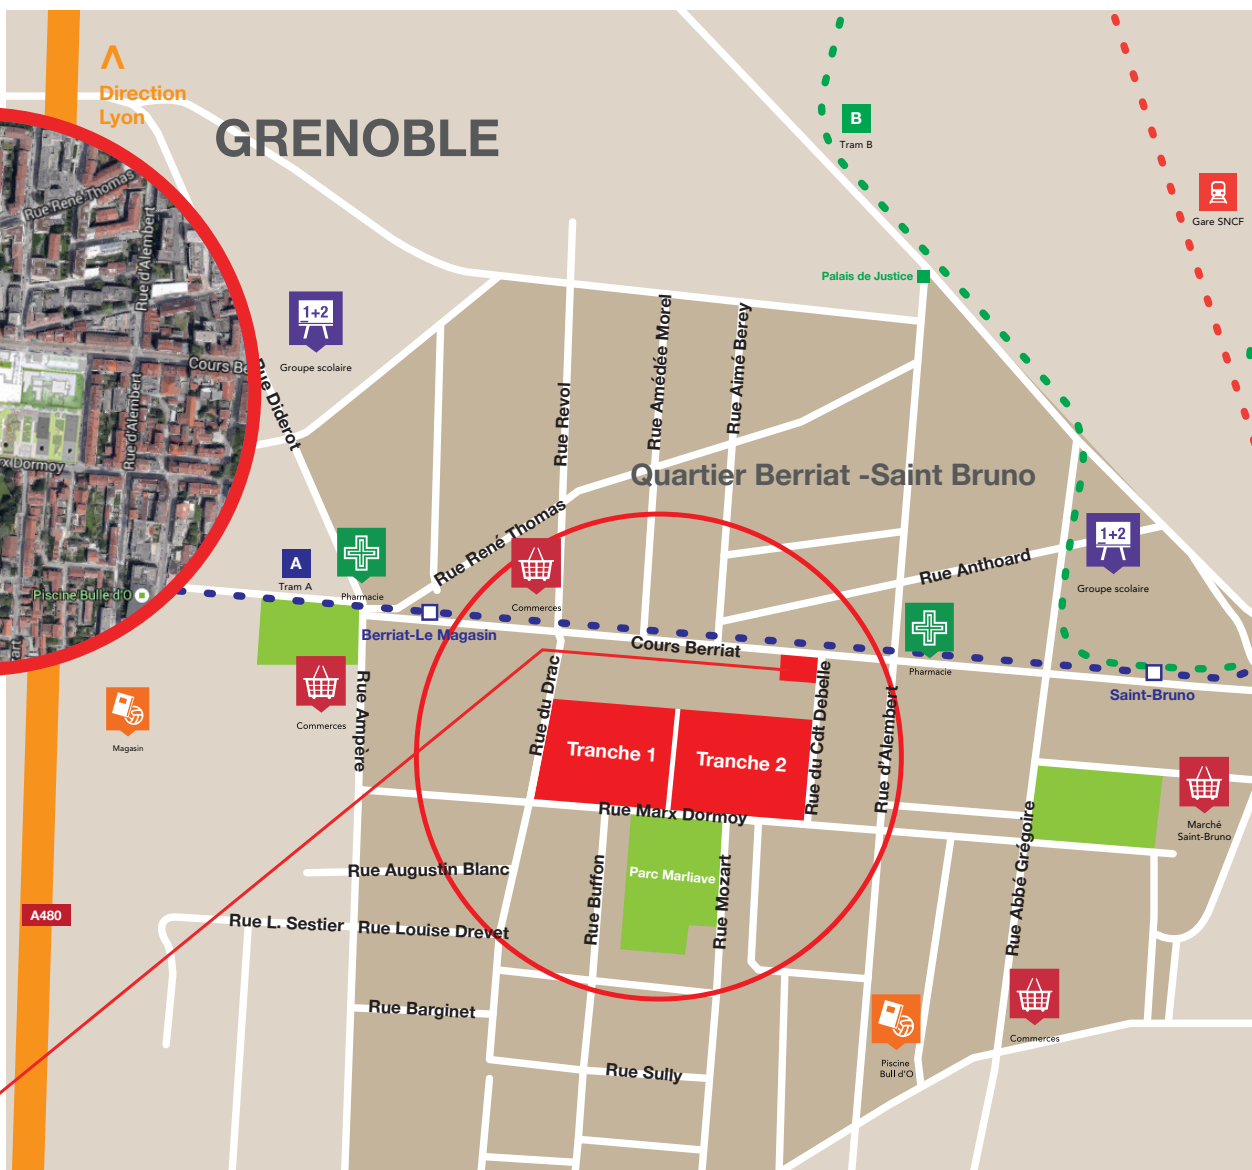 Direction
Lyon
GRENOBLE
B
Tram B
Gare SNCF
Palais de Justice
Rue René Thomas
Rue d'Alembert
Cours Be
Rue d'Alembert
x Dormoy
Piscine Bulle d'O
1+2
Groupe scolaire
Rue Diderot
Rue Revol
Rue Amédée Morel
Rue Aimé Berey
Quartier Berriat -Saint Bruno
Rue René Thomas
Rue Anthoard
1+2
Groupe scolaire
A
Tram A
Pharmacie
Commerces
Berriat-Le Magasin
Cours Berriat
Pharmacie
Saint-Bruno
Commerces
Magasin
Rue Ampère
Rue du Drac
Tranche 1
Tranche 2
Rue du Cdt Debelle
Rue d'Alembert
Marché
Saint-Bruno
Rue Marx Dormoy
Rue Augustin Blanc
Parc Marliave
Rue Buffon
Rue Mozart
Rue Abbé Grégoire
A480
Rue L. Sestier
Rue Louise Drevet
Rue Barginet
Commerces
Piscine
Bull d'O
Rue Sully